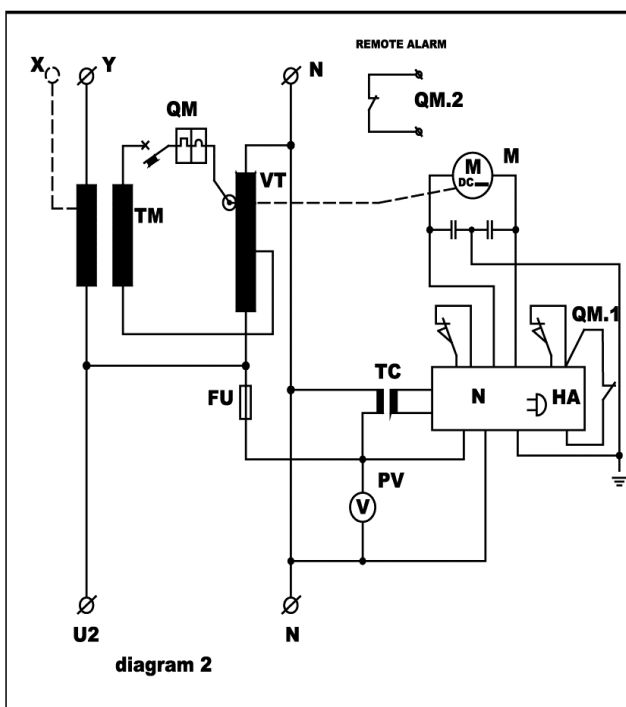 REMOTE ALARM
X Y N
QM QM.2
M M
DC
VT
TM
QM.1
TC
FU N HA
PV
V
U2 N
diagram 2